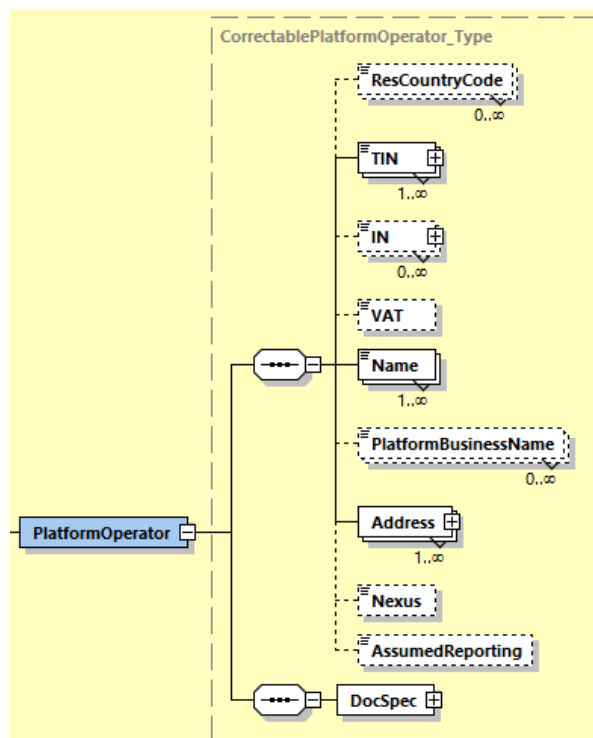 CorrectablePlatformOperator_Type
ResCountryCode
0..∞
TIN
1..∞
IN
0..∞
VAT
Name
1..∞
PlatformBusinessName
0..∞
PlatformOperator
Address
1..∞
Nexus
AssumedReporting
DocSpec